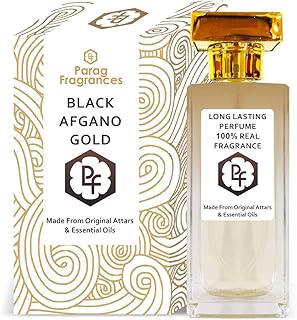 Parag
Fragrances
BLACK
AFGANO
GOLD
PF
Made From Original Attars
& Essential Oils
LONG LASTING
PERFUME
100% REAL
FRAGRANCE
PF
Made From Original Attars
& Essential Oils